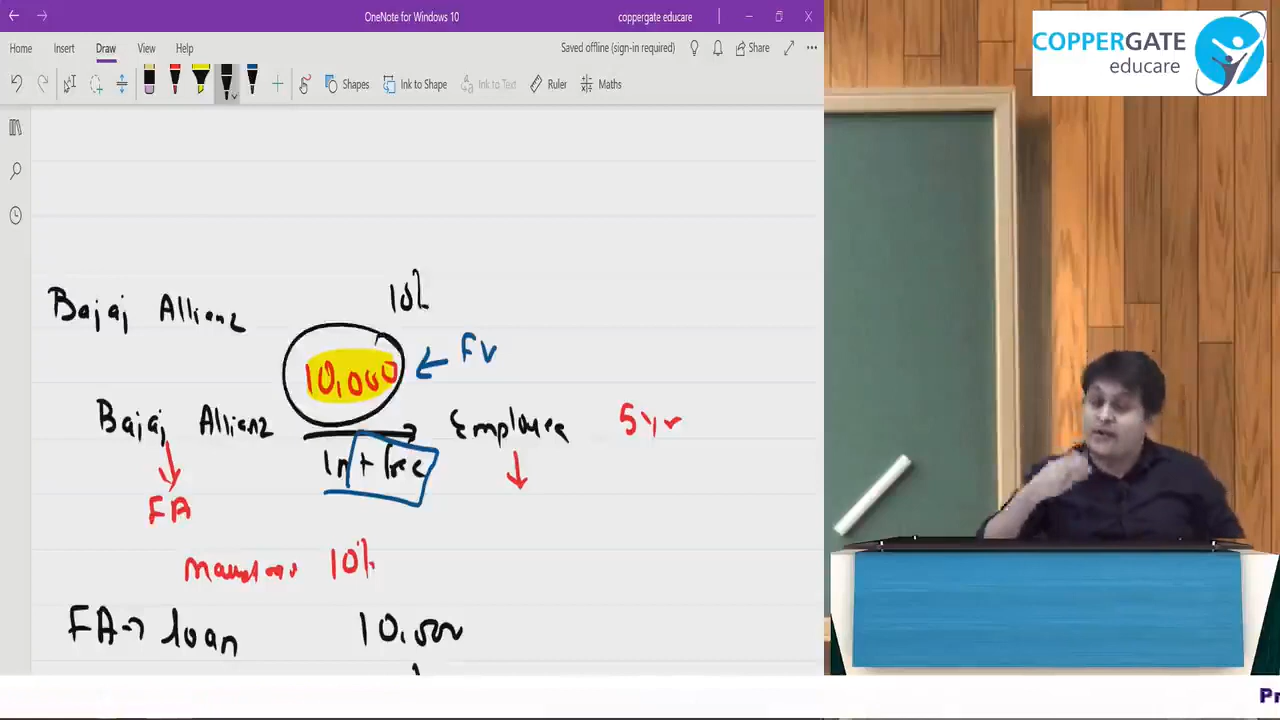 OneNote for Windows 10
coppergate educare
Home Insert Draw View Help
Saved offline (sign-in required)
Share
Shapes
Ink to Shape
Ink to Text
Ruler
Maths
COPPERGATE
educare
Bajaj Allianz
10%
10,000
FV
Bajaj Allianz
Employee
5yr
Int free
FA
10%
FA → loan
10,000
Pr